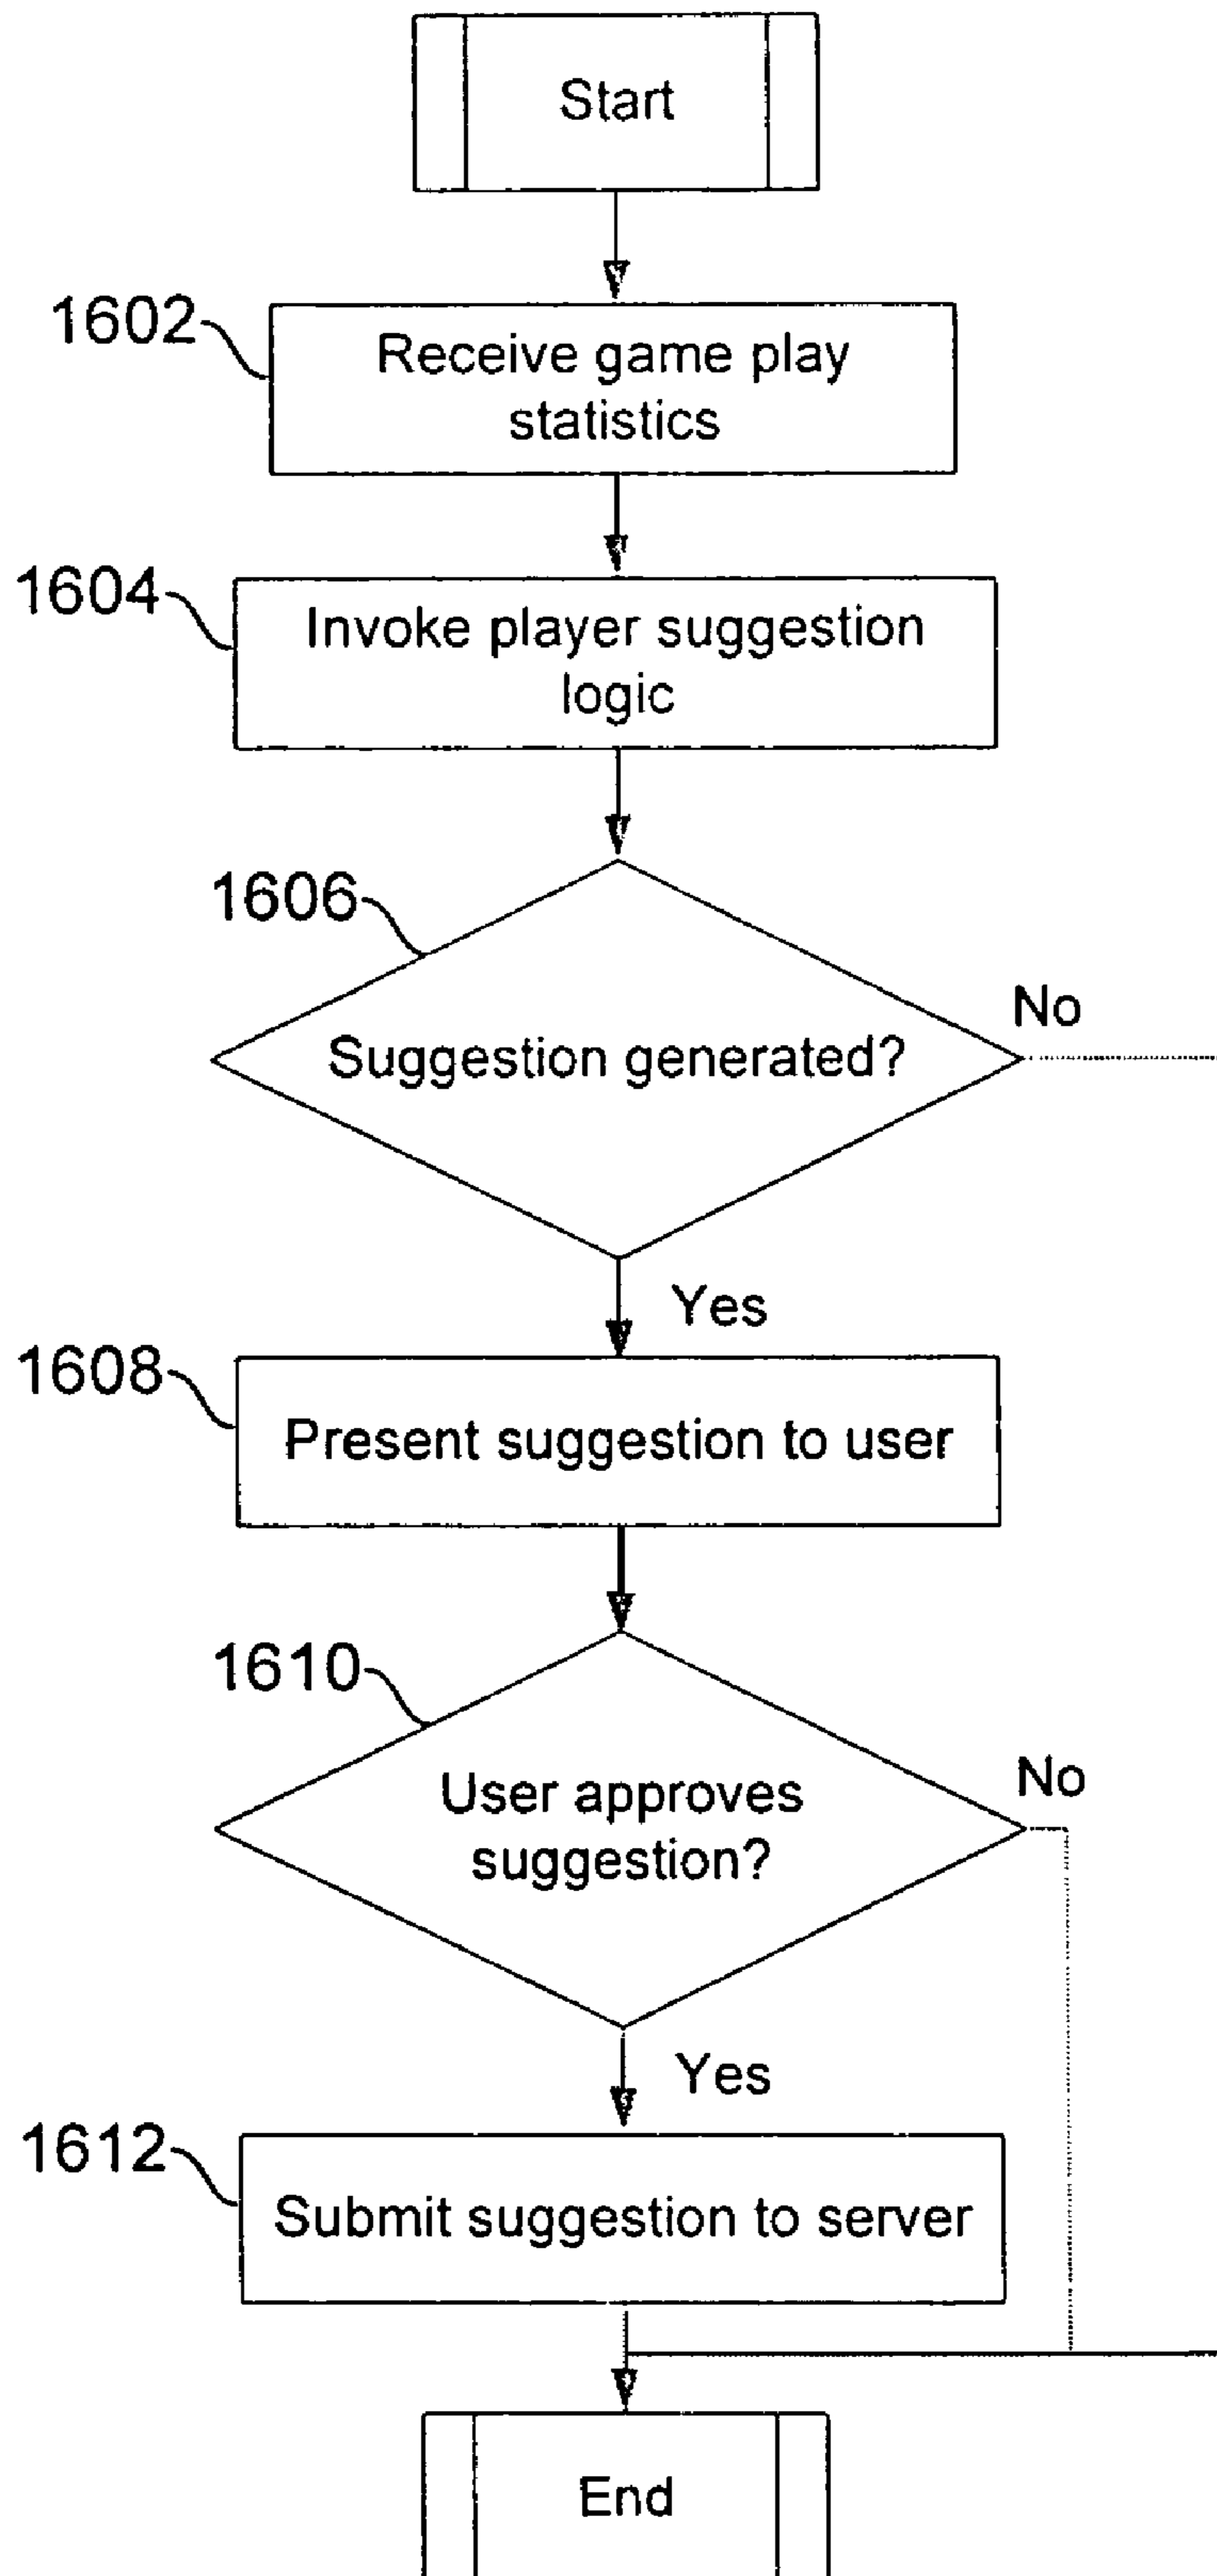 Start
1602
Receive game play
statistics
1604
Invoke player suggestion
logic
1606
No
Suggestion generated?
Yes
1608
Present suggestion to user
1610
No
User approves
suggestion?
Yes
1612
Submit suggestion to server
End